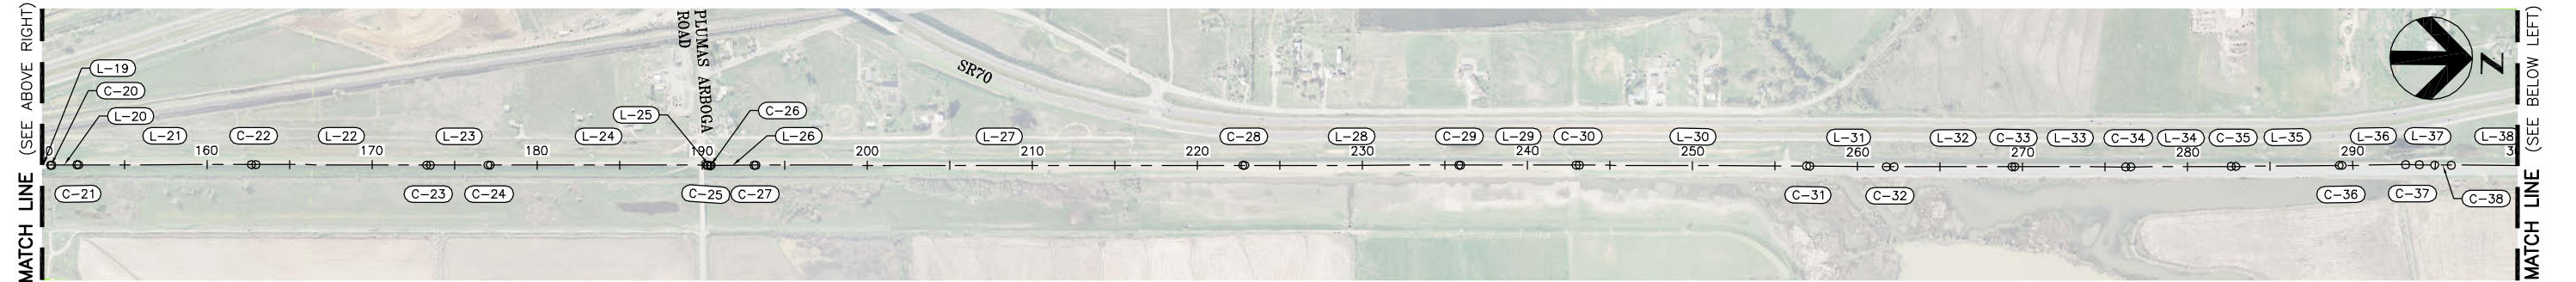 MATCH LINE (SEE ABOVE RIGHT)
PLUMAS ARBOGA
ROAD
SR70
N
MATCH LINE (SEE BELOW LEFT)
L-19
C-20
L-20
L-25
C-26
L-21 C-22 L-22 L-23 L-24 L-26 L-27 C-28 L-28 C-29 L-29 C-30 L-30 L-31 L-32 C-33 L-33 C-34 L-34 C-35 L-35 L-36 L-37 L-38
160 170 180 190 200 210 220 230 240 250 260 270 280 290
C-21 C-23 C-24 C-25 C-27 C-31 C-32 C-36 C-37 C-38